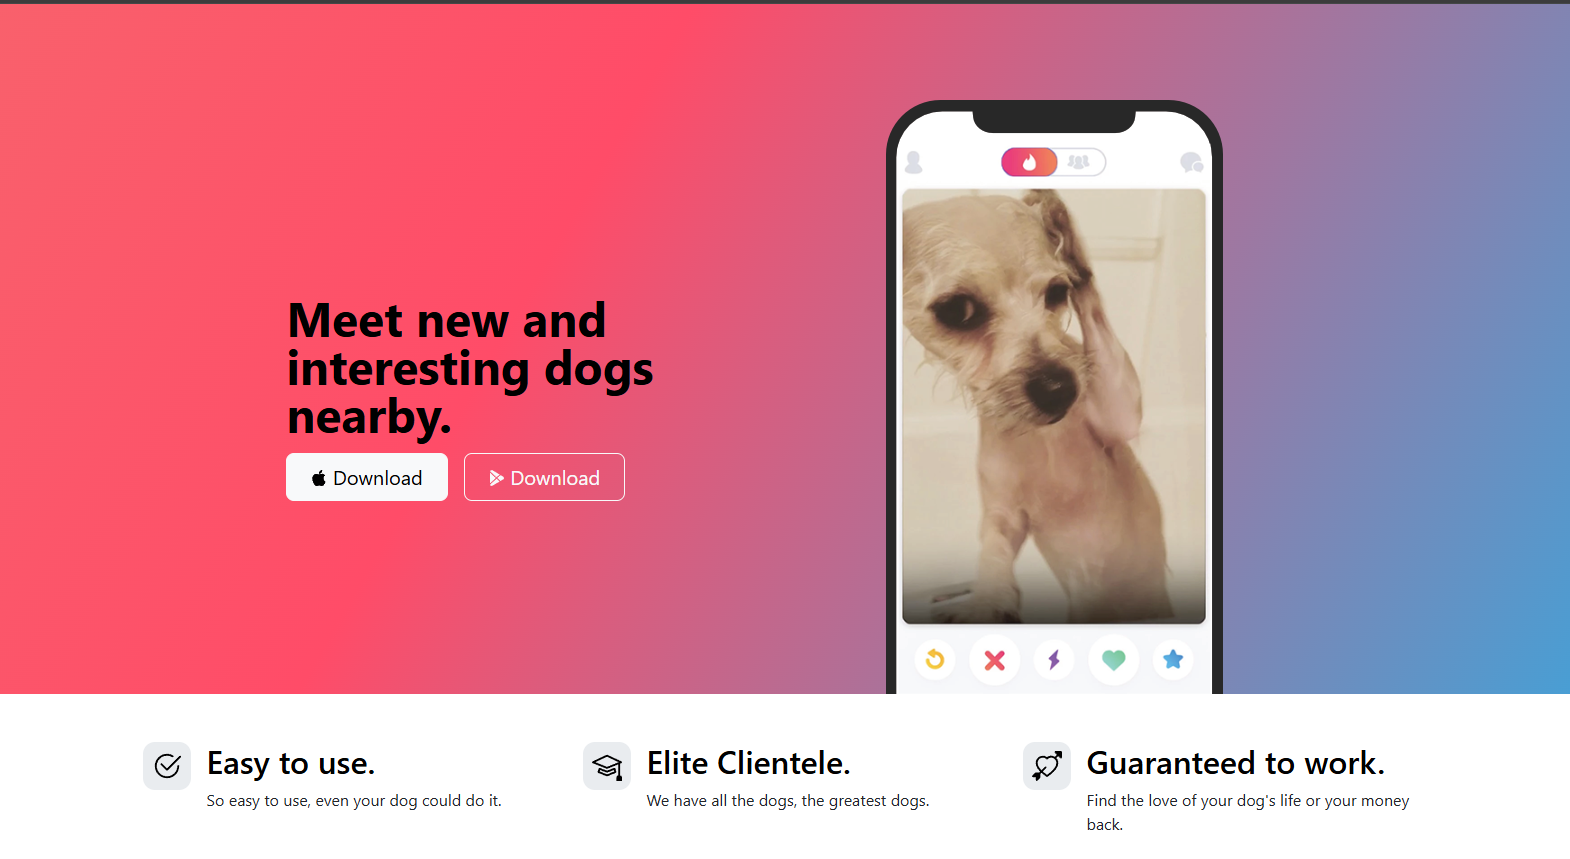 Meet new and
interesting dogs
nearby.
Download
Download
Easy to use.
So easy to use, even your dog could do it.
Elite Clientele.
We have all the dogs, the greatest dogs.
Guaranteed to work.
Find the love of your dog's life or your money
back.